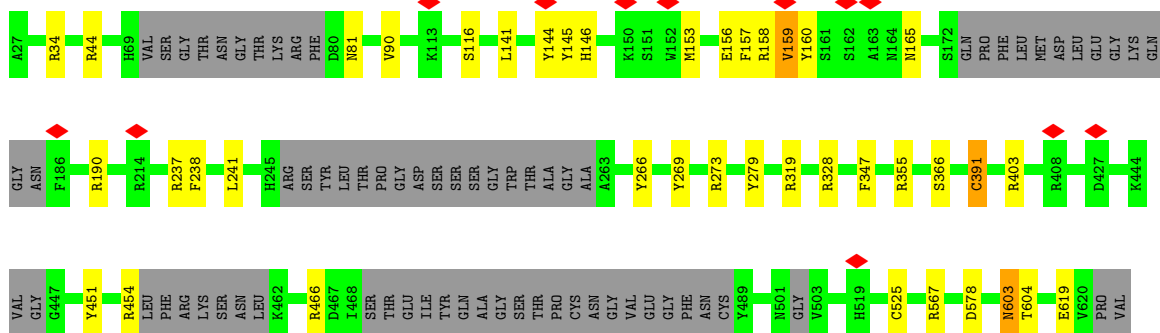 A27 R34 R44 H69 VAL SER GLY THR ASN GLY THR LYS ARG PHE D80 N81 V90 K113 S116 L141 Y144 Y145 H146 K150 S151 W152 M153 E156 F157 R158 V159 Y160 S161 S162 A163 N164 N165 S172 GLN PRO PHE LEU MET ASP LEU GLU GLY LYS GLN
GLY ASN F186 R190 R214 R237 F238 L241 H245 ARG SER TYR LEU THR PRO GLY ASP SER SER SER GLY TRP THR ALA GLY ALA A263 Y266 Y269 R273 Y279 R319 R328 F347 R355 S366 C391 R403 R408 D427 K444
VAL GLY G447 Y451 R454 LEU PHE ARG LYS SER ASN LEU K462 R466 D467 I468 SER THR GLU ILE TYR GLN ALA GLY SER THR PRO CYS ASN GLY VAL GLU GLY PHE ASN CYS Y489 N501 GLY V503 H519 C525 R567 D578 N603 T604 E619 V620 PRO VAL